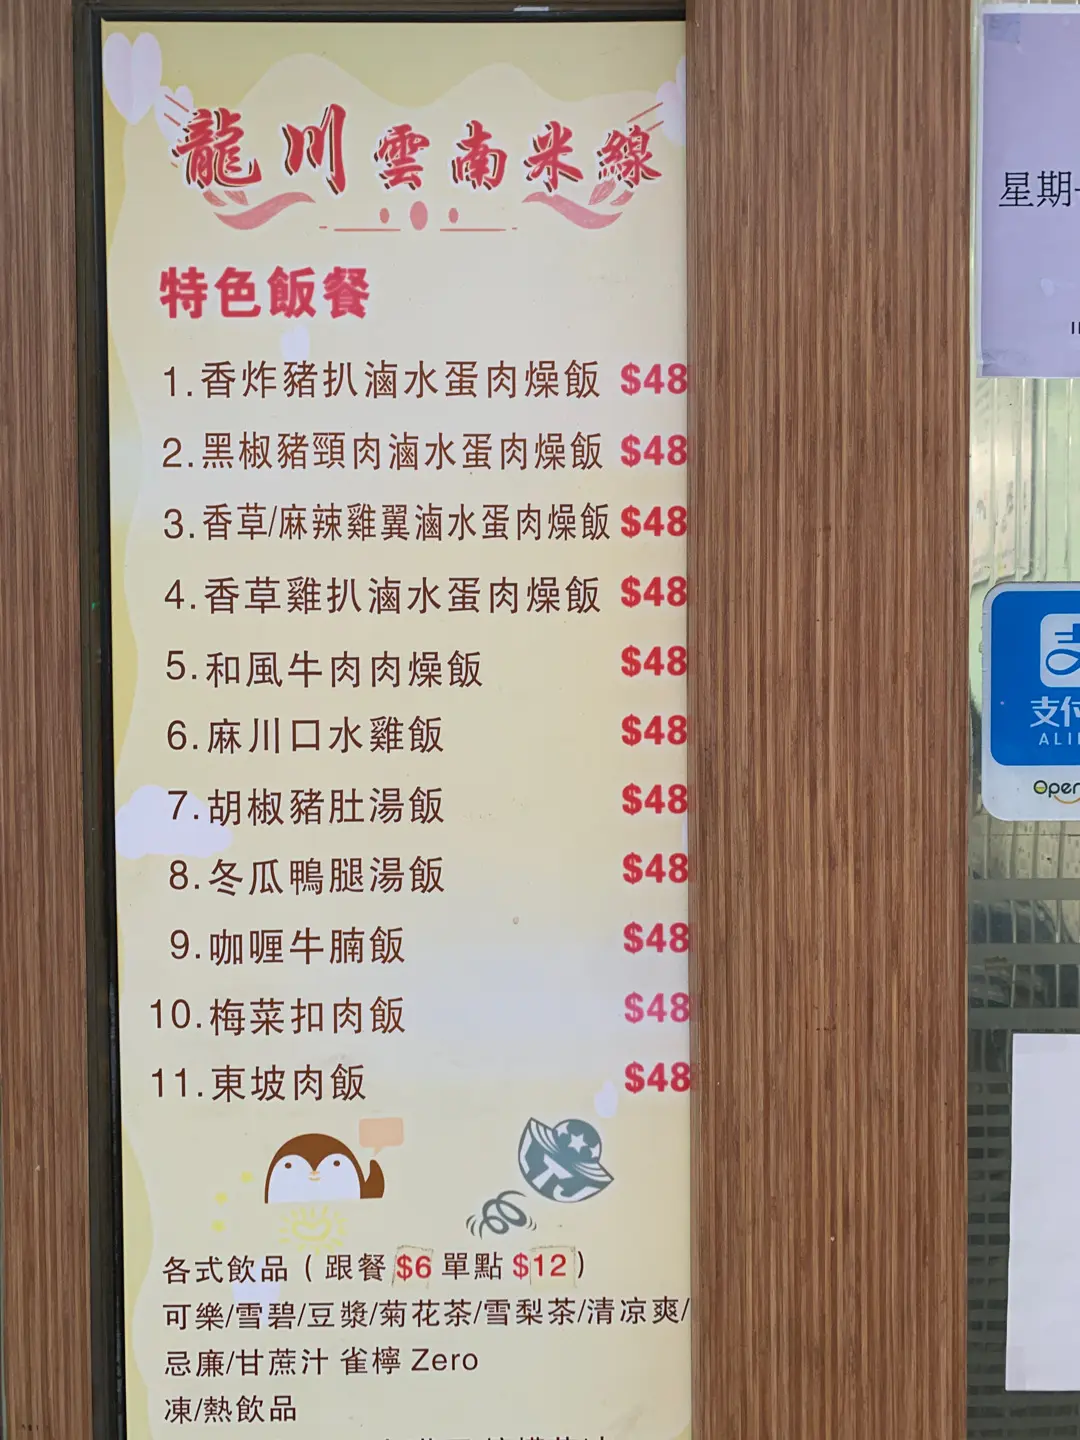 龍川雲南米線
特色飯餐
1.香炸豬扒滷水蛋肉燥飯 $48
2.黑椒豬頸肉滷水蛋肉燥飯 $48
3.香草/麻辣雞翼滷水蛋肉燥飯 $48
4.香草雞扒滷水蛋肉燥飯 $48
5.和風牛肉肉燥飯 $48
6.麻川口水雞飯 $48
7.胡椒豬肚湯飯 $48
8.冬瓜鴨腿湯飯 $48
9.咖喱牛腩飯 $48
10.梅菜扣肉飯 $48
11.東坡肉飯 $48
TJ
各式飲品（跟餐 $6 單點 $12）
可樂/雪碧/豆漿/菊花茶/雪梨茶/清凉爽/
忌廉/甘蔗汁 雀檸 Zero
凍/熱飲品
星期
支